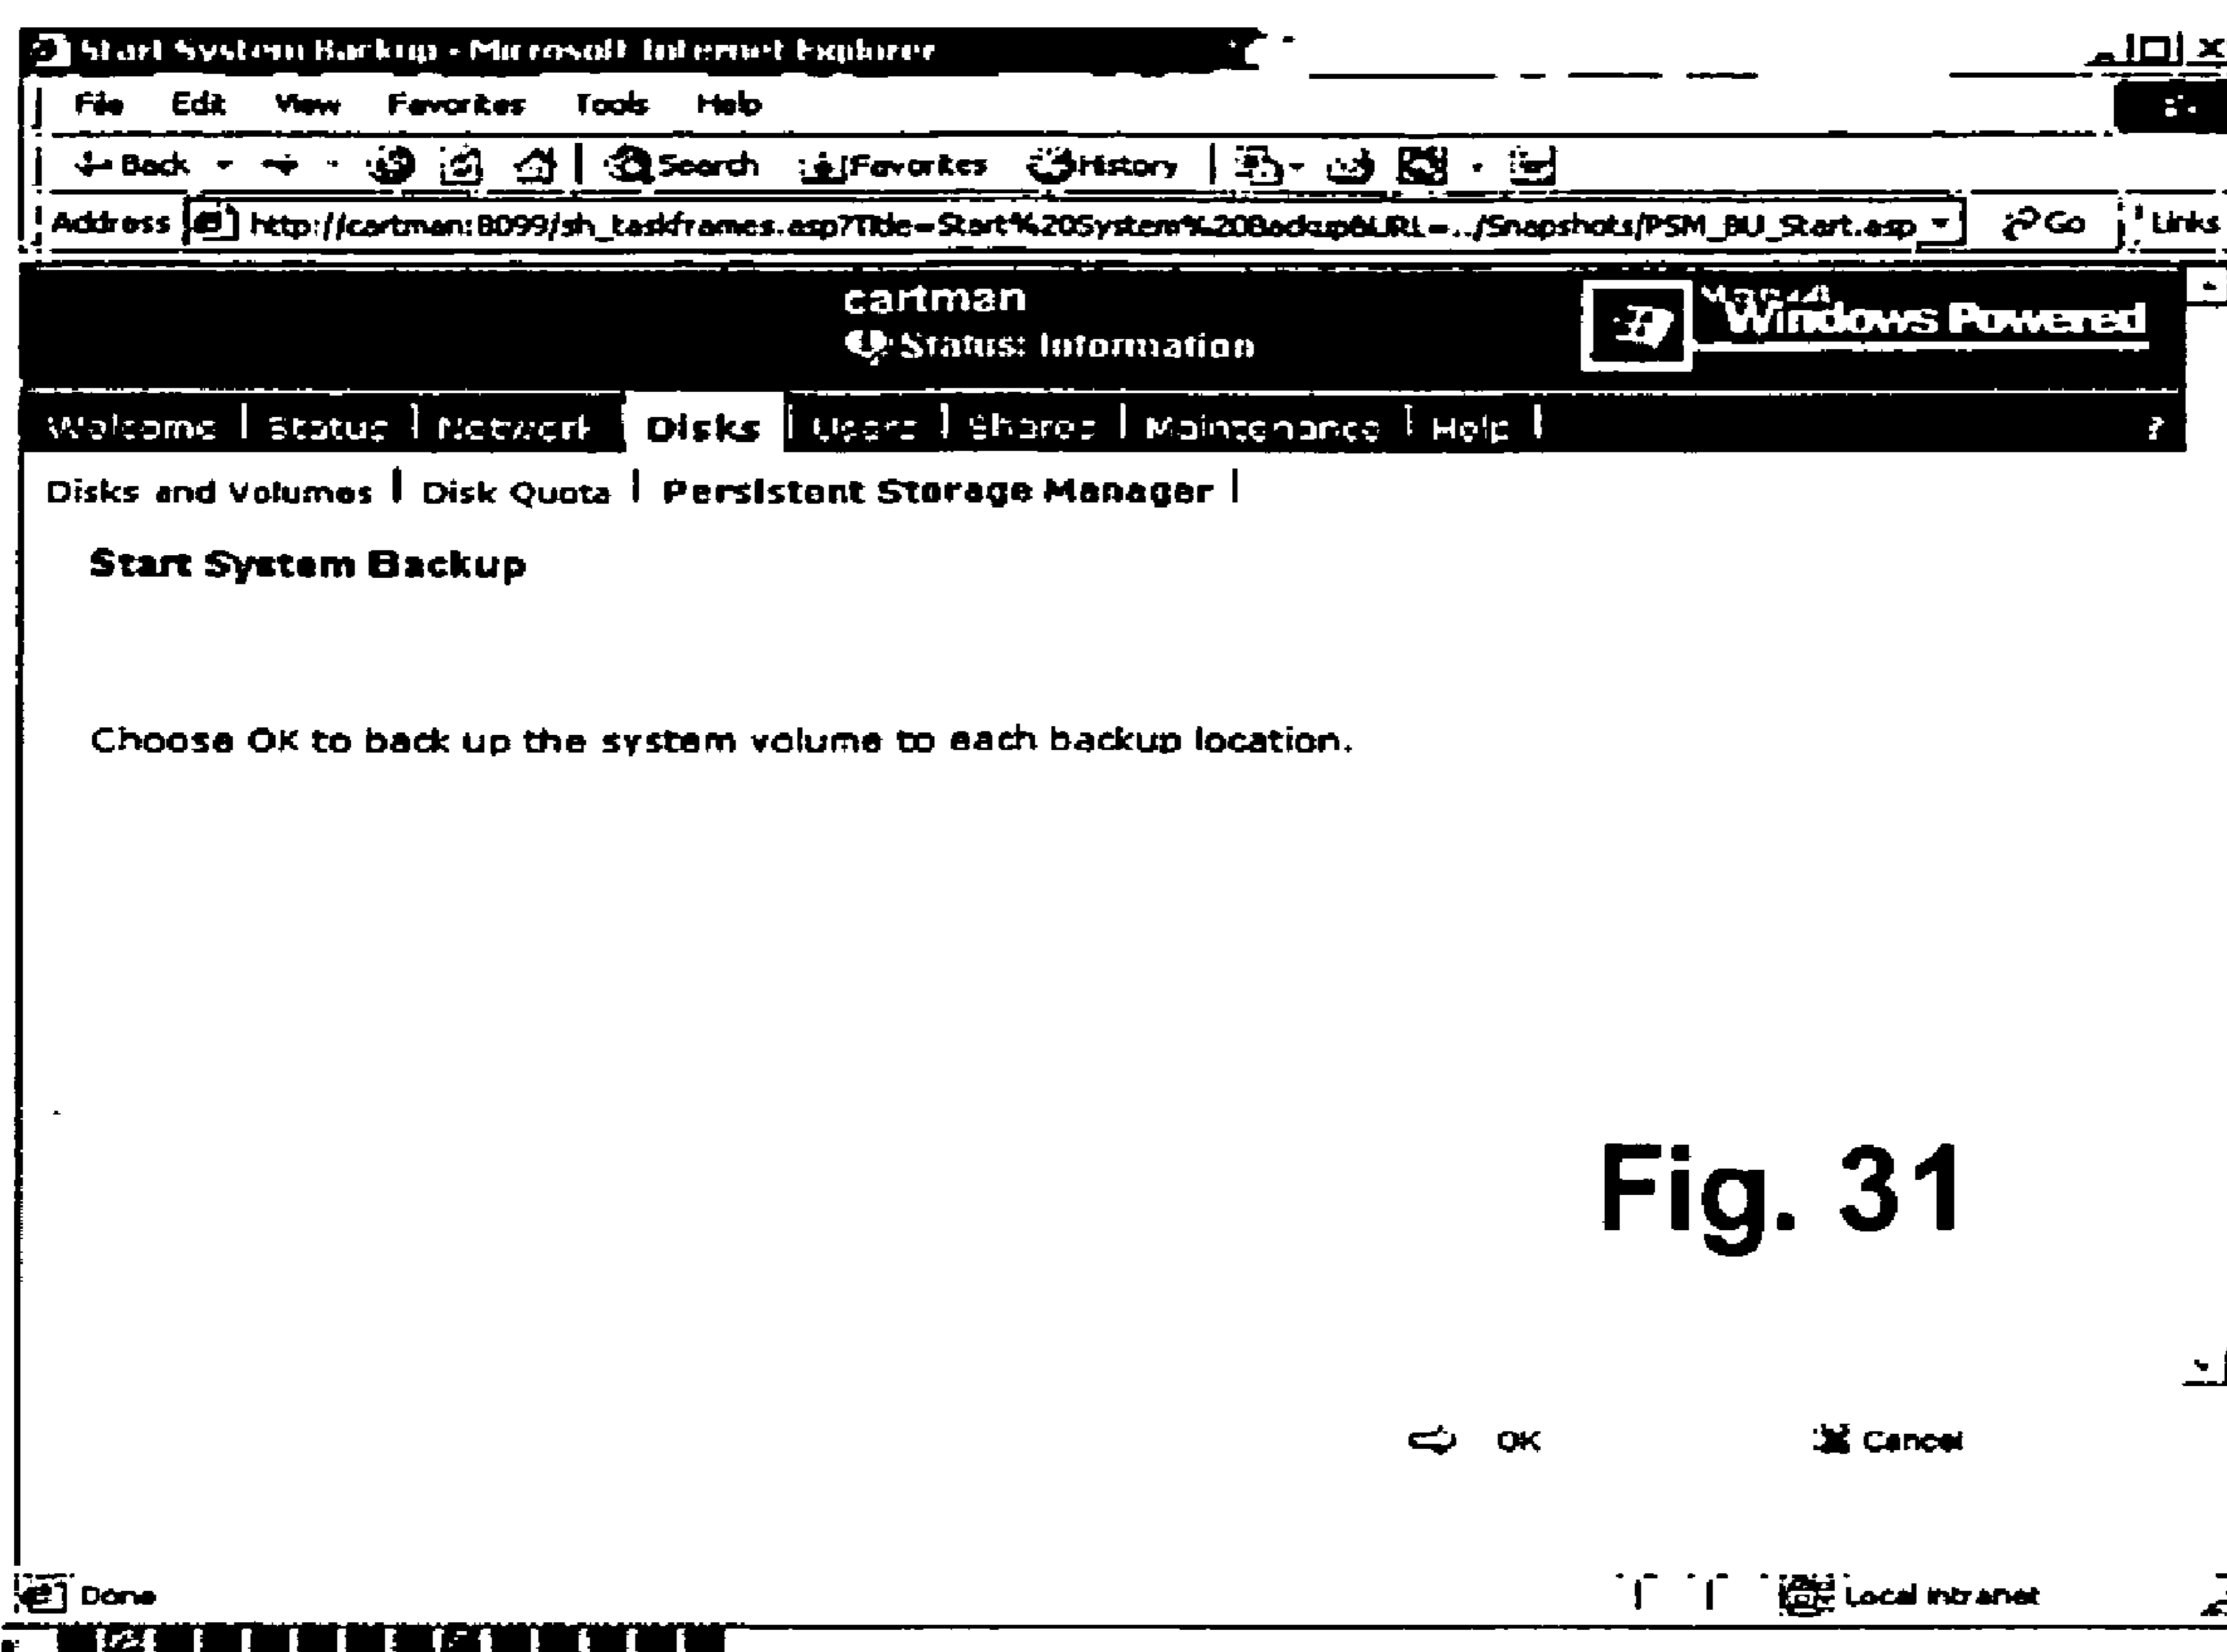 Start System Backup - Microsoft Internet Explorer
File Edit View Favorites Tools Help
Back Search Favorites History
Address http://cartman:8099/sh_taskframes.asp?Title=Start%20System%20Backup&URL=../Snapshots/PSM_BU_Start.asp Go Links
cartman
Windows Powered
Status: Information
Welcome | Status | Network Disks | Users | Shares | Maintenance | Help | ?
Disks and Volumes | Disk Quota | Persistent Storage Manager |
Start System Backup
Choose OK to back up the system volume to each backup location.
Fig. 31
OK Cancel
Done Local intranet